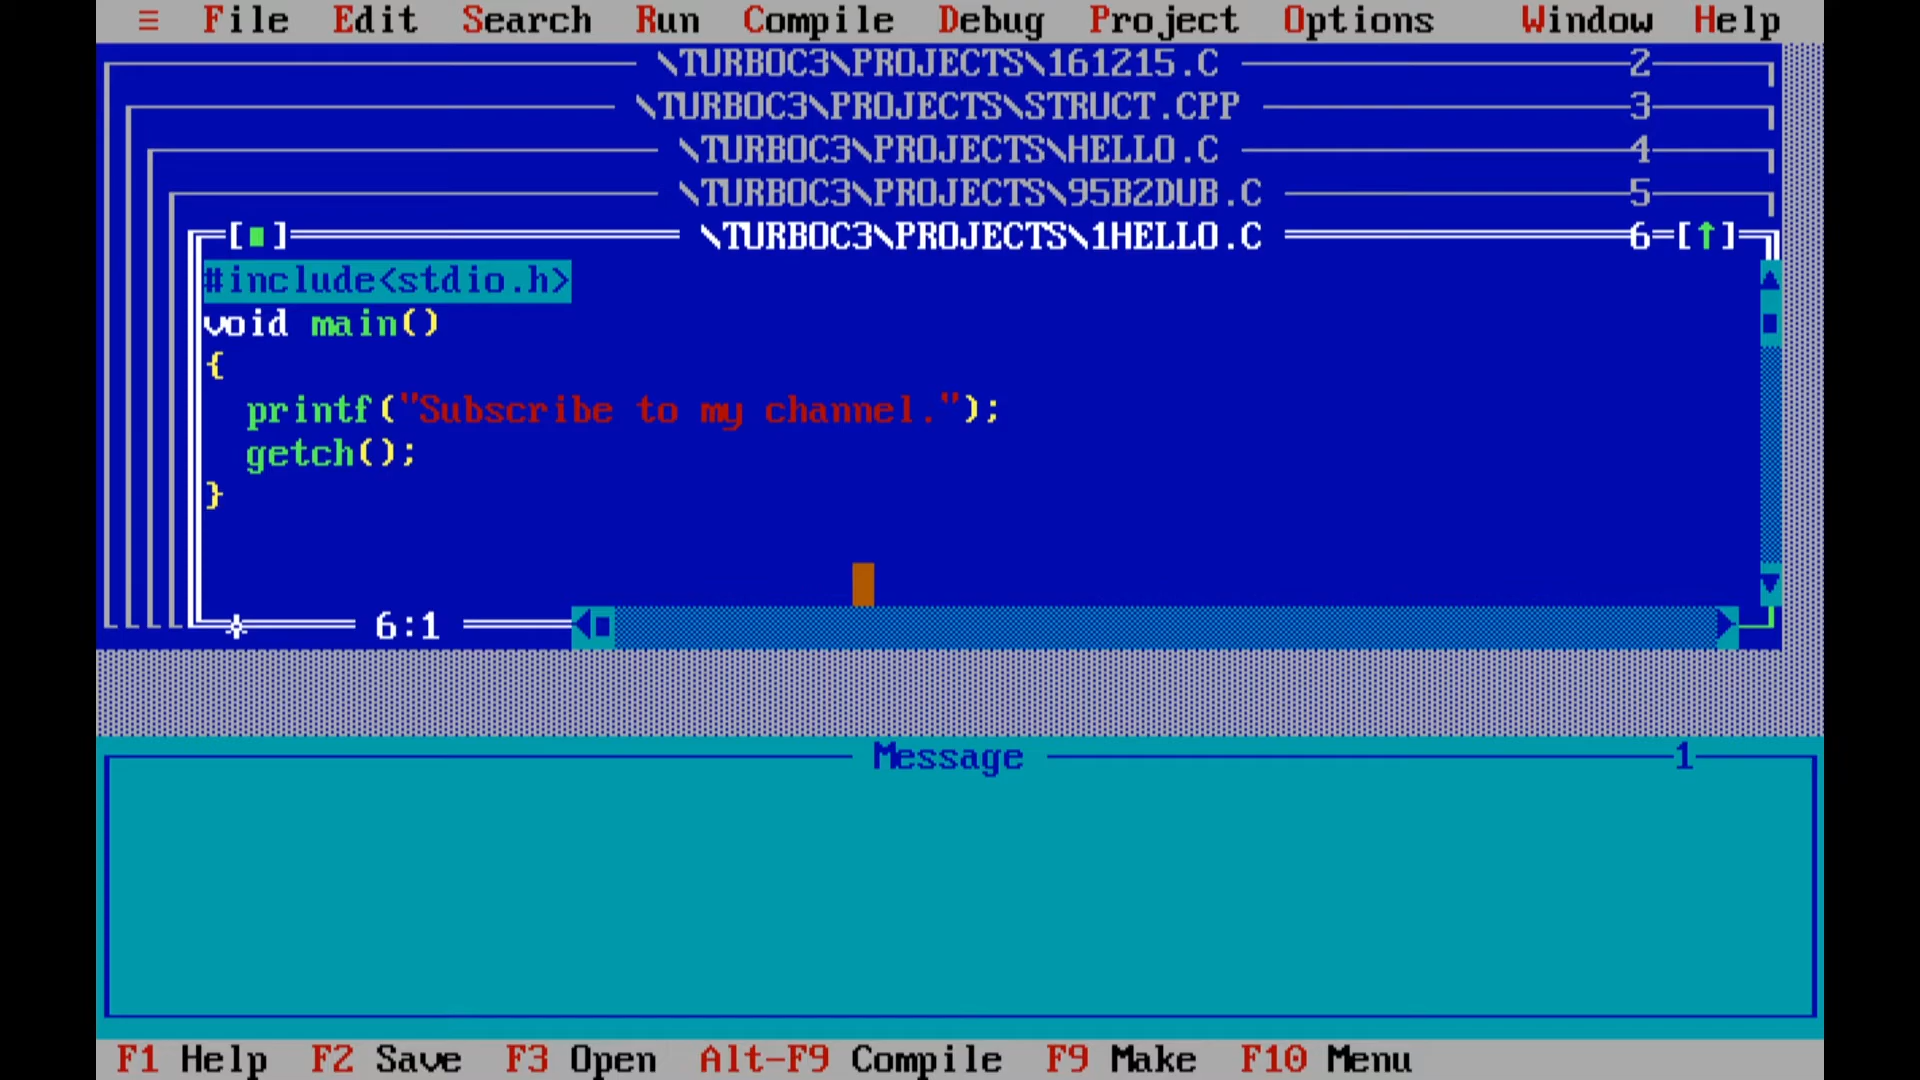 ≡ File Edit Search Run Compile Debug Project Options Window Help
\TURBOC3\PROJECTS\161215.C 2
\TURBOC3\PROJECTS\STRUCT.CPP 3
\TURBOC3\PROJECTS\HELLO.C 4
\TURBOC3\PROJECTS\95B2DUB.C 5
[■] \TURBOC3\PROJECTS\1HELLO.C 6=[↑]
#include<stdio.h>
void main()
{
printf("Subscribe to my channel.");
getch();
}
6:1
Message 1
F1 Help F2 Save F3 Open Alt-F9 Compile F9 Make F10 Menu